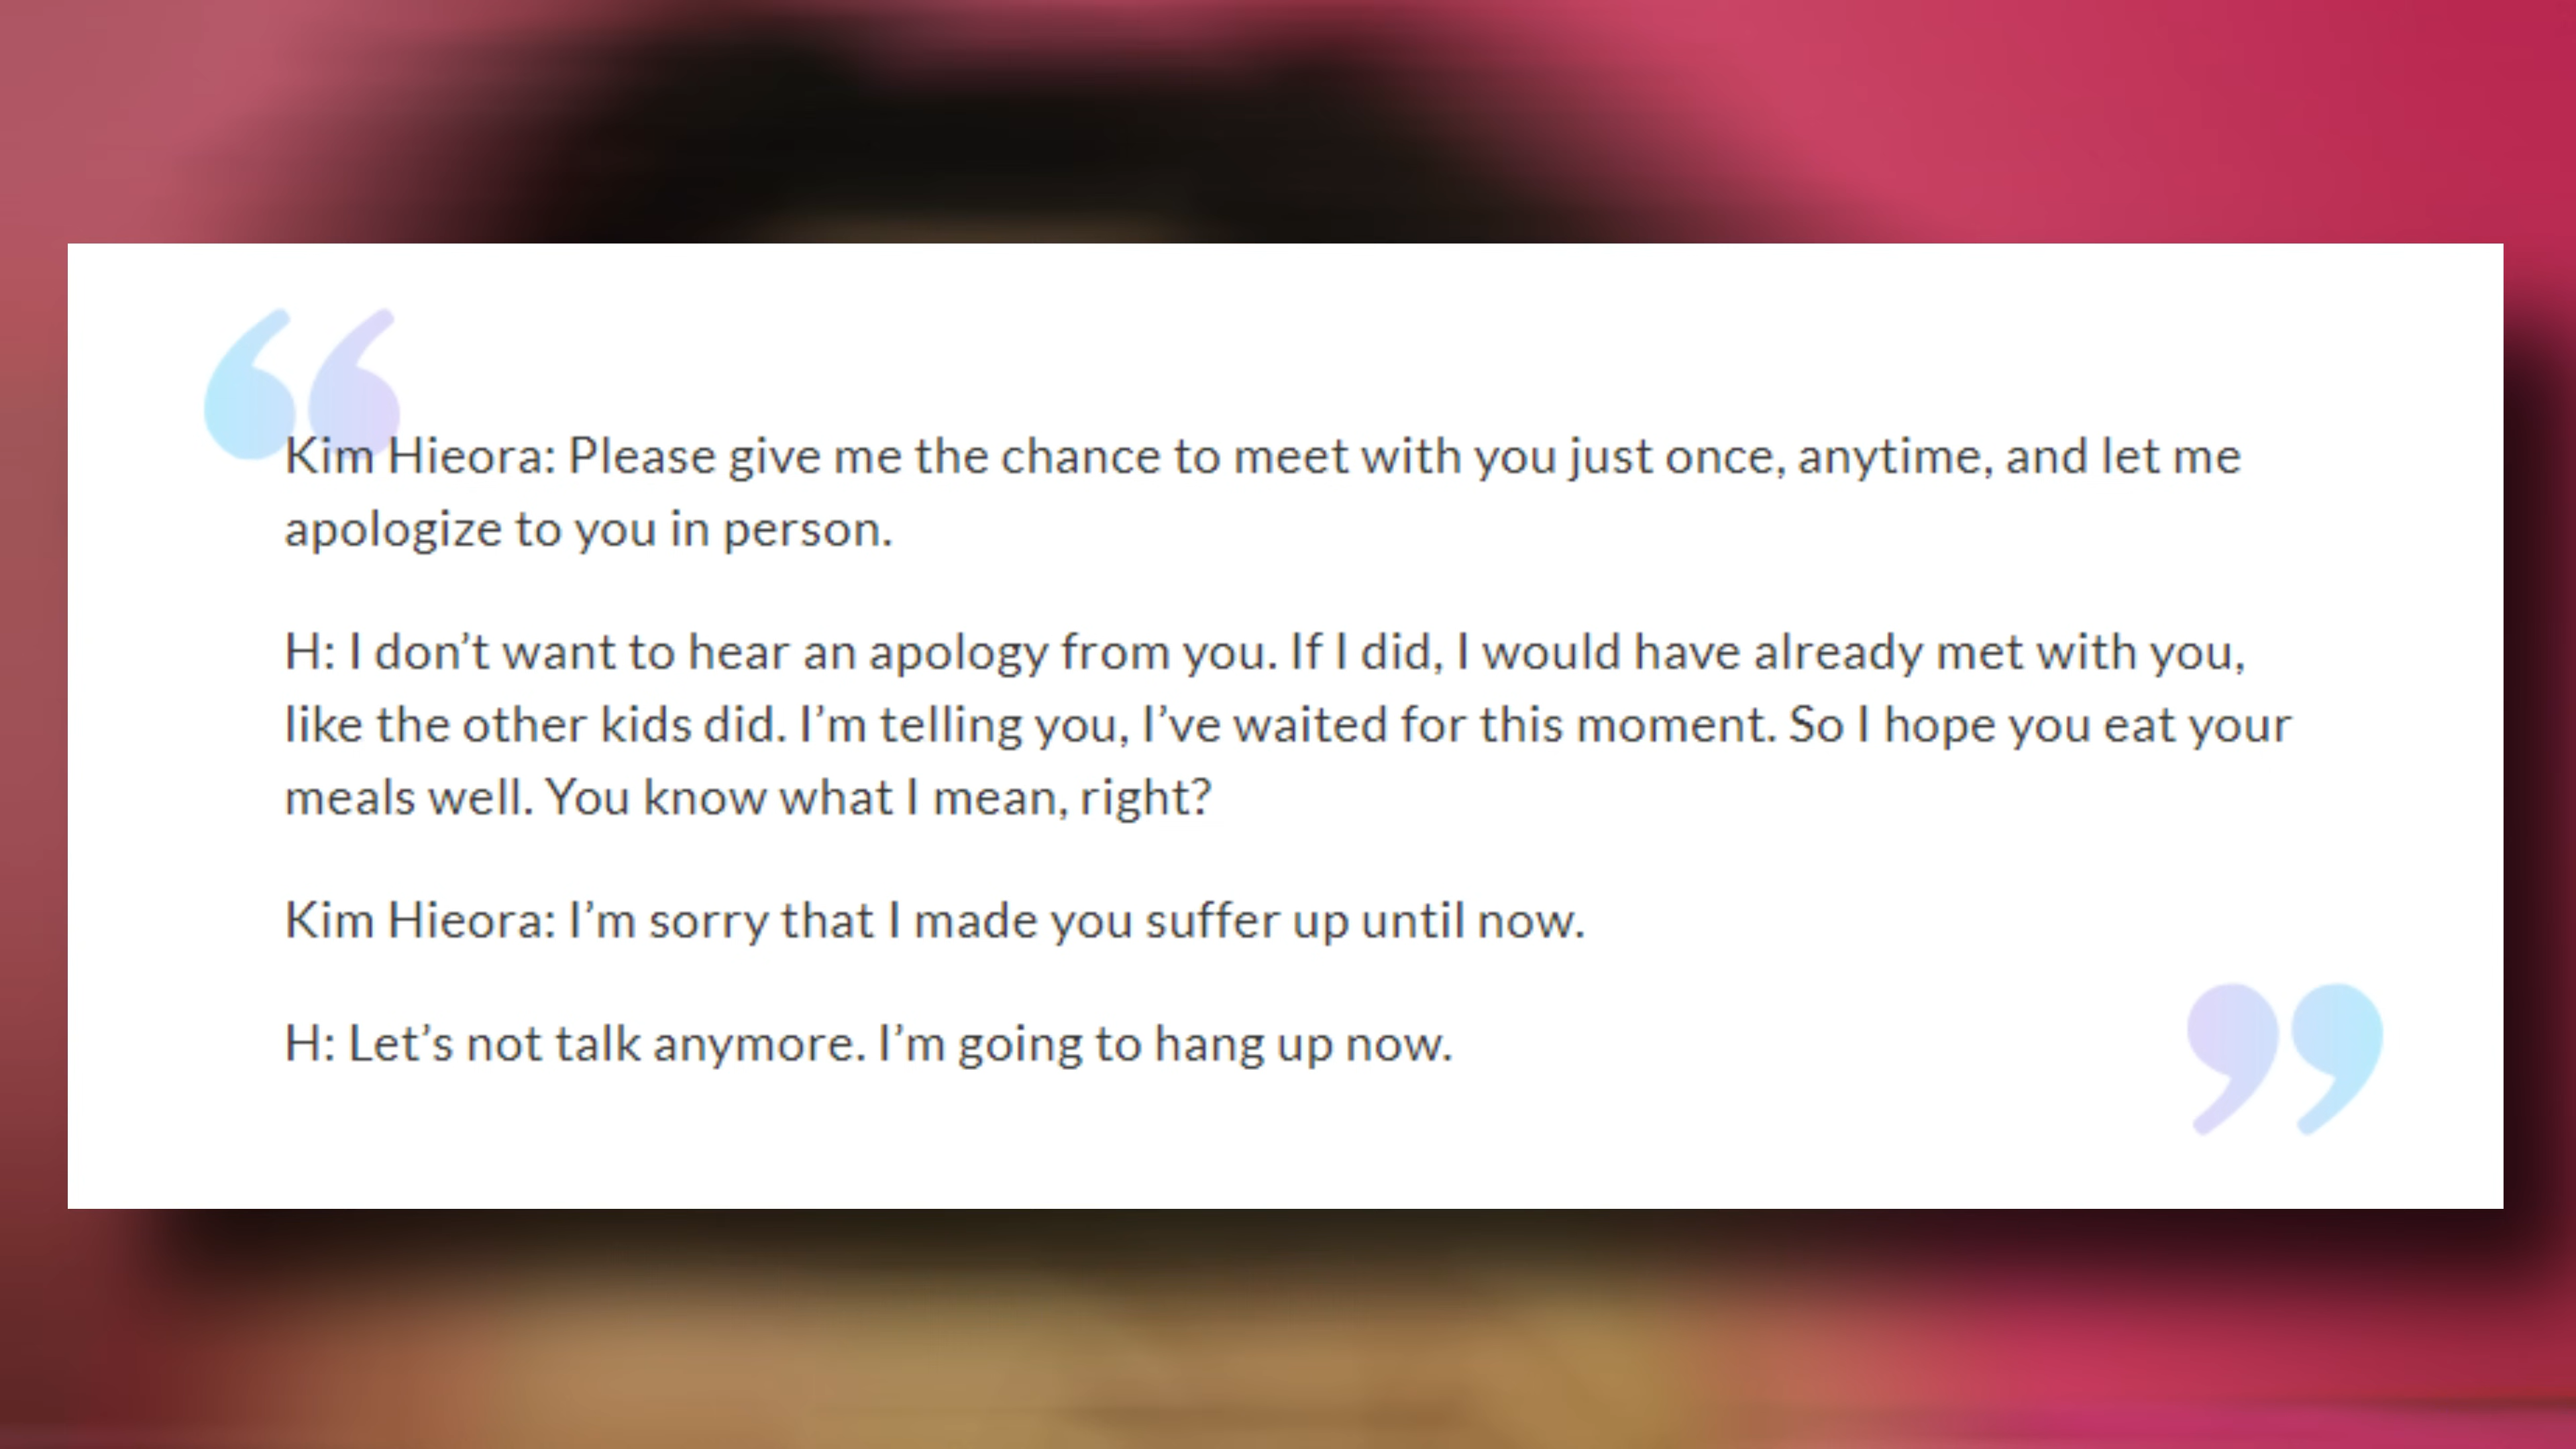 Kim Hieora: Please give me the chance to meet with you just once, anytime, and let me
apologize to you in person.
H: I don’t want to hear an apology from you. If I did, I would have already met with you,
like the other kids did. I’m telling you, I’ve waited for this moment. So I hope you eat your
meals well. You know what I mean, right?
Kim Hieora: I’m sorry that I made you suffer up until now.
H: Let’s not talk anymore. I’m going to hang up now.